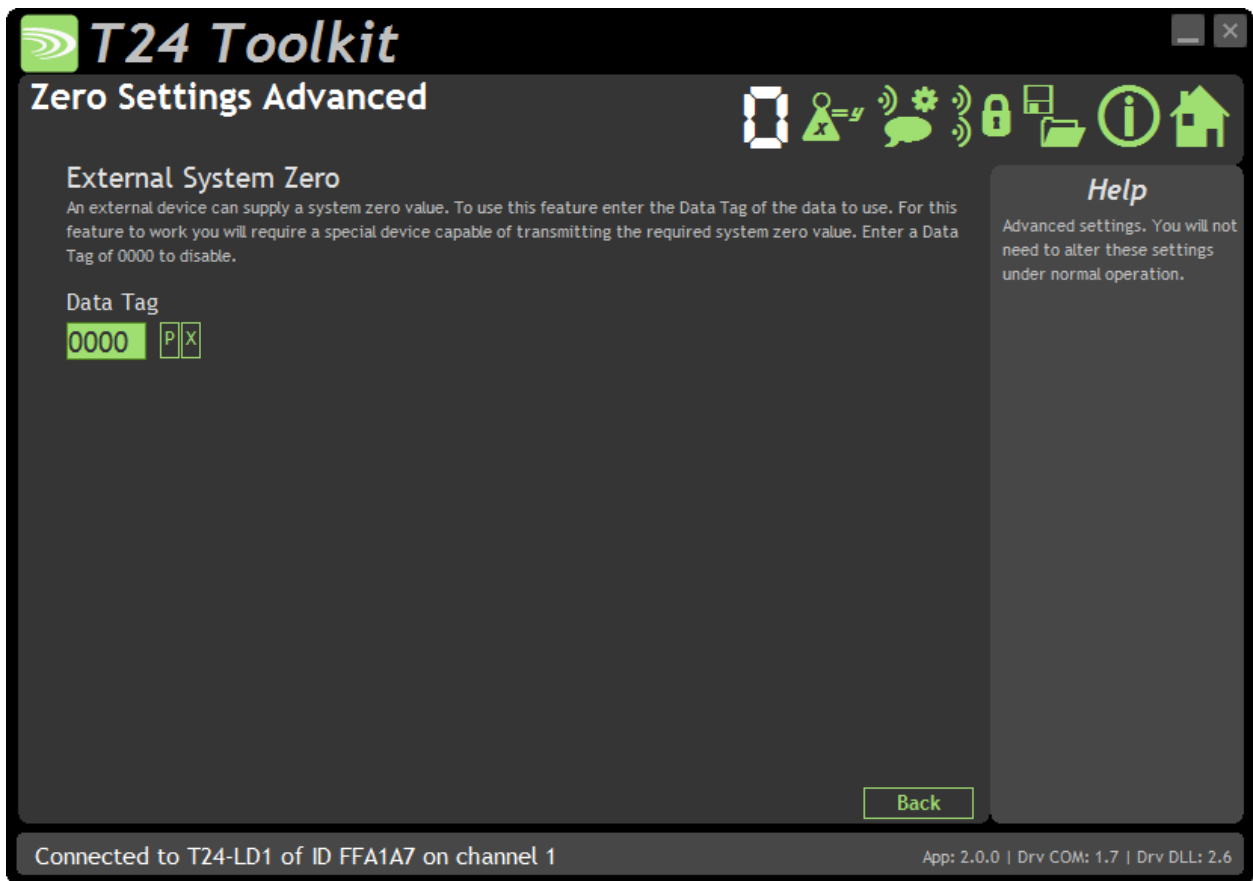 T24 Toolkit
Zero Settings Advanced
0
x=y
External System Zero
An external device can supply a system zero value. To use this feature enter the Data Tag of the data to use. For this
feature to work you will require a special device capable of transmitting the required system zero value. Enter a Data
Tag of 0000 to disable.
Data Tag
0000 P X
Help
Advanced settings. You will not
need to alter these settings
under normal operation.
Back
Connected to T24-LD1 of ID FFA1A7 on channel 1
App: 2.0.0 | Drv COM: 1.7 | Drv DLL: 2.6